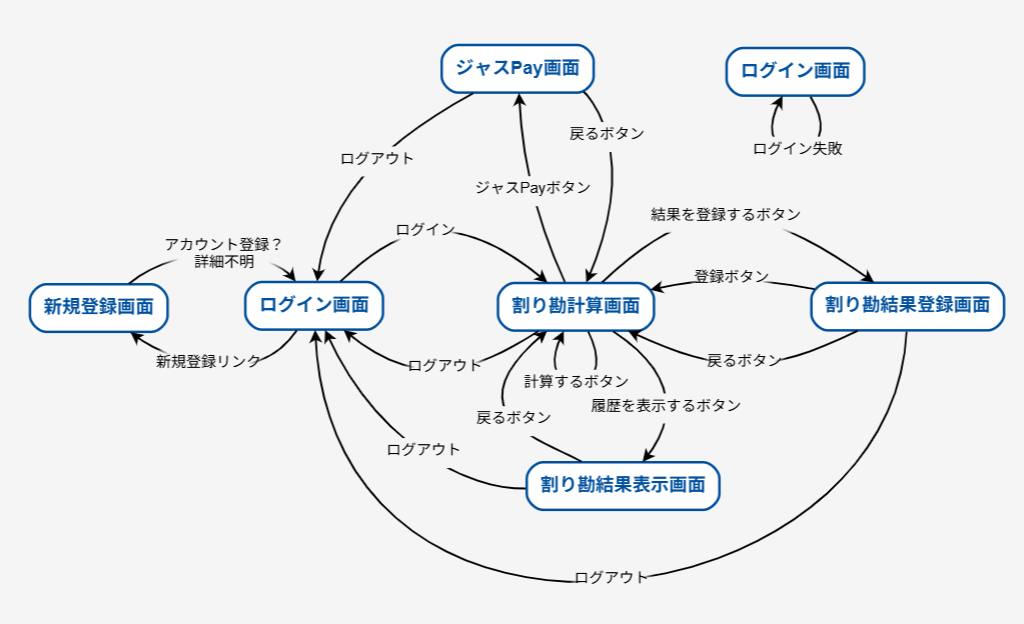 ジャスPay画面
ログイン画面
戻るボタン
ログイン失敗
ログアウト
ジャスPayボタン
結果を登録するボタン
ログイン
アカウント登録？
詳細不明
登録ボタン
新規登録画面
ログイン画面
割り勘計算画面
割り勘結果登録画面
新規登録リンク
ログアウト
戻るボタン
計算するボタン
履歴を表示するボタン
戻るボタン
ログアウト
割り勘結果表示画面
ログアウト